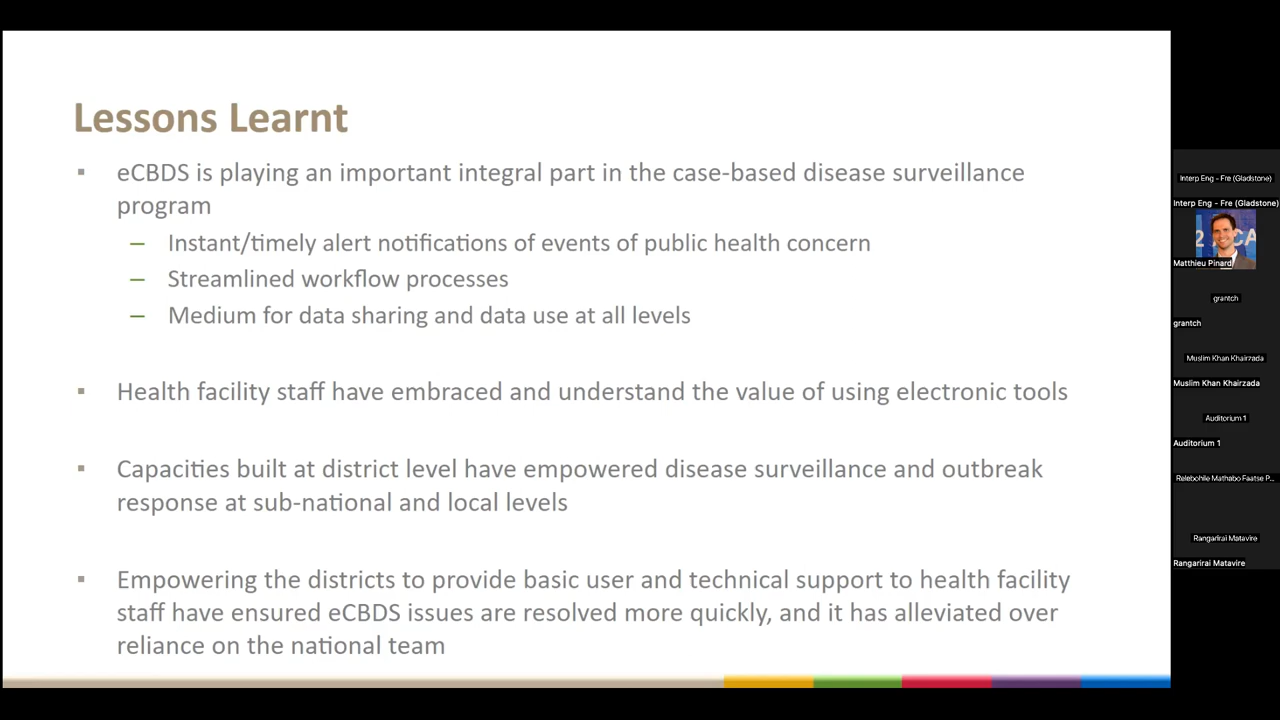 Lessons Learnt
▪ eCBDS is playing an important integral part in the case-based disease surveillance
program
– Instant/timely alert notifications of events of public health concern
– Streamlined workflow processes
– Medium for data sharing and data use at all levels
▪ Health facility staff have embraced and understand the value of using electronic tools
▪ Capacities built at district level have empowered disease surveillance and outbreak
response at sub-national and local levels
▪ Empowering the districts to provide basic user and technical support to health facility
staff have ensured eCBDS issues are resolved more quickly, and it has alleviated over
reliance on the national team
Interp Eng - Fre (Gladstone)
Interp Eng - Fre (Gladstone)
2 CA
Matthieu Pinard
grantch
grantch
Muslim Khan Khairzada
Muslim Khan Khairzada
Auditorium 1
Auditorium 1
Relebohile Mathabo Faatse P...
Rangarirai Matavire
Rangarirai Matavire